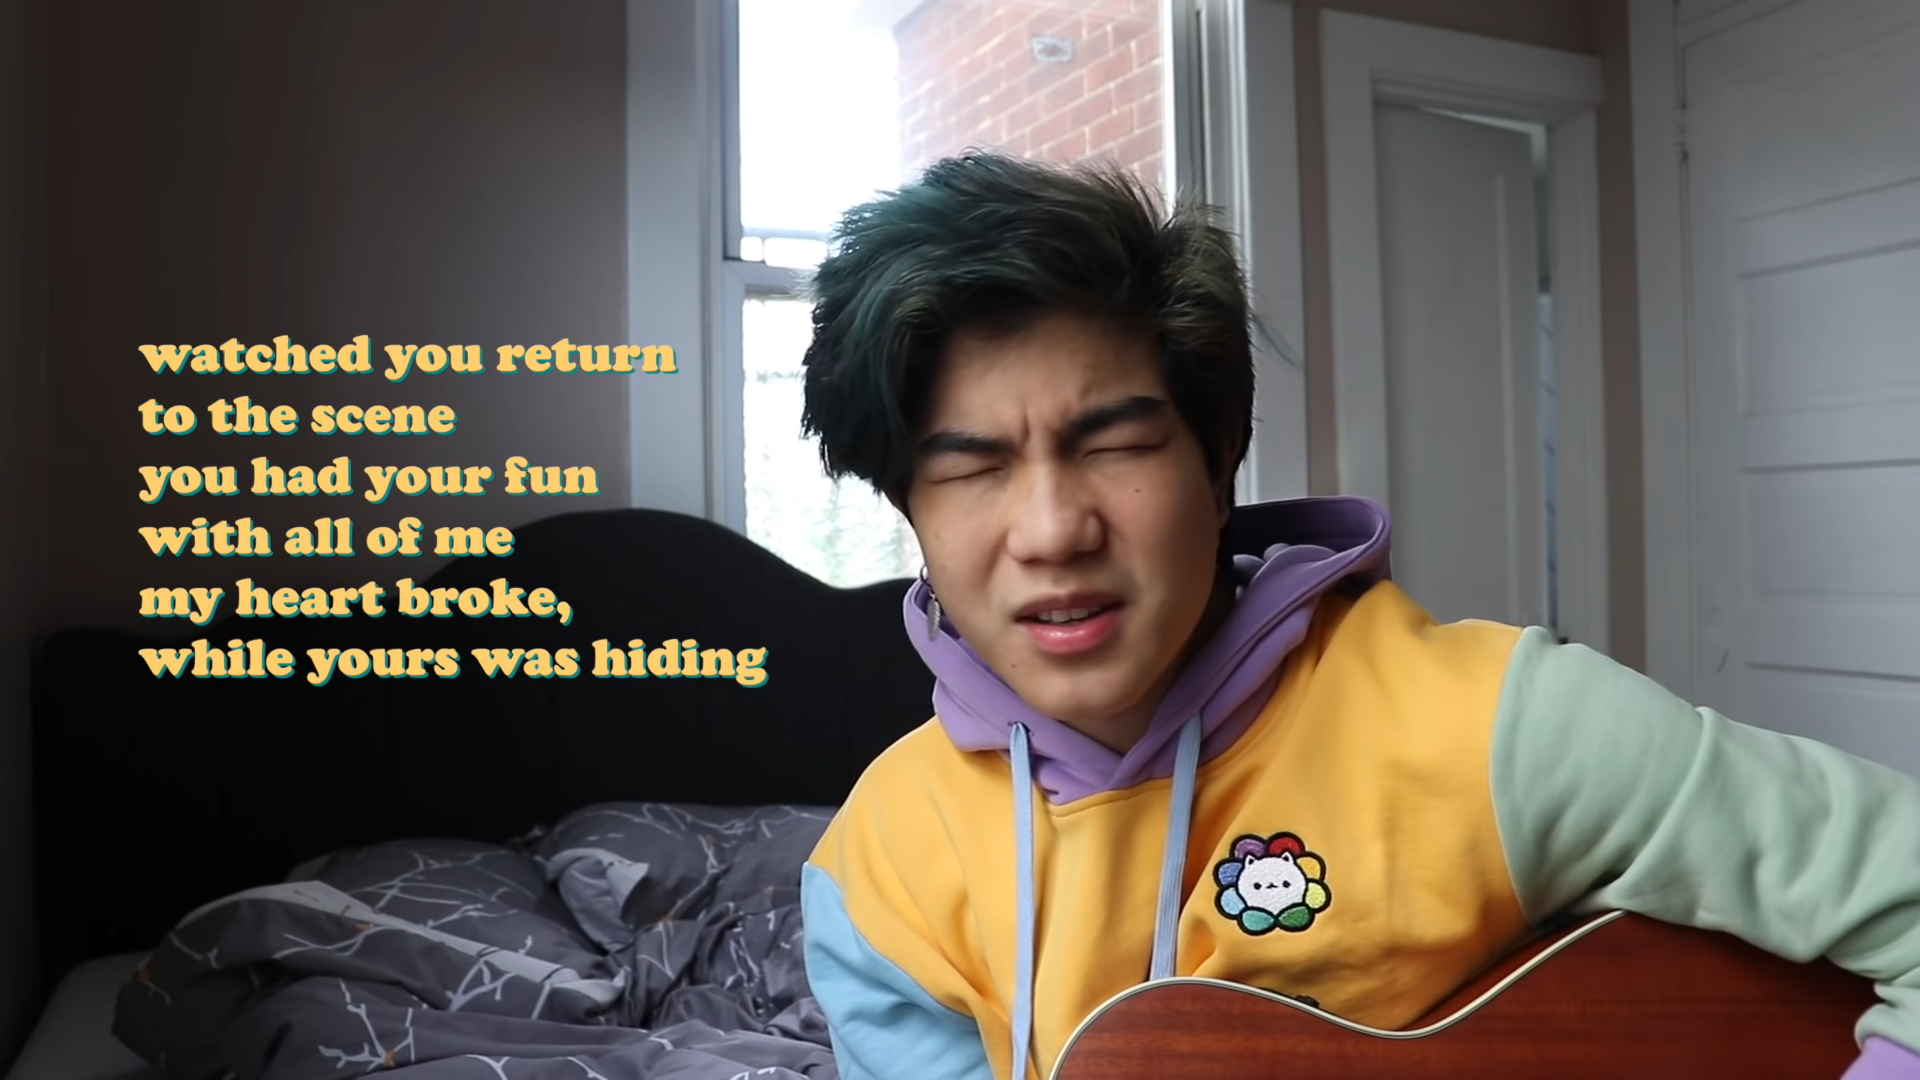 watched you return
to the scene
you had your fun
with all of me
my heart broke,
while yours was hiding